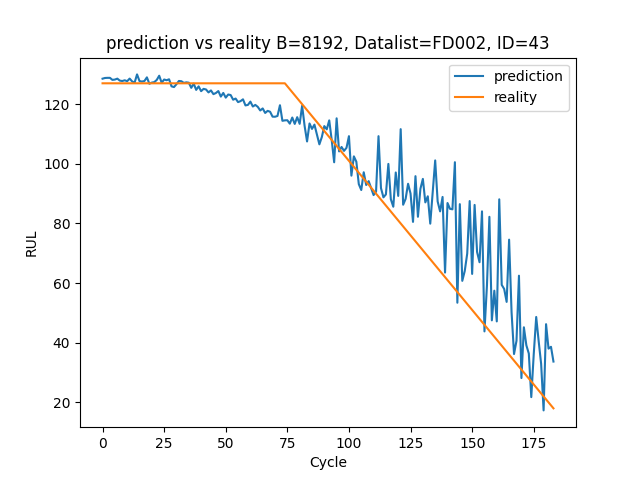 prediction vs reality B=8192, Datalist=FD002, ID=43
prediction
reality
RUL
120
100
80
60
40
20
0 25 50 75 100 125 150 175
Cycle